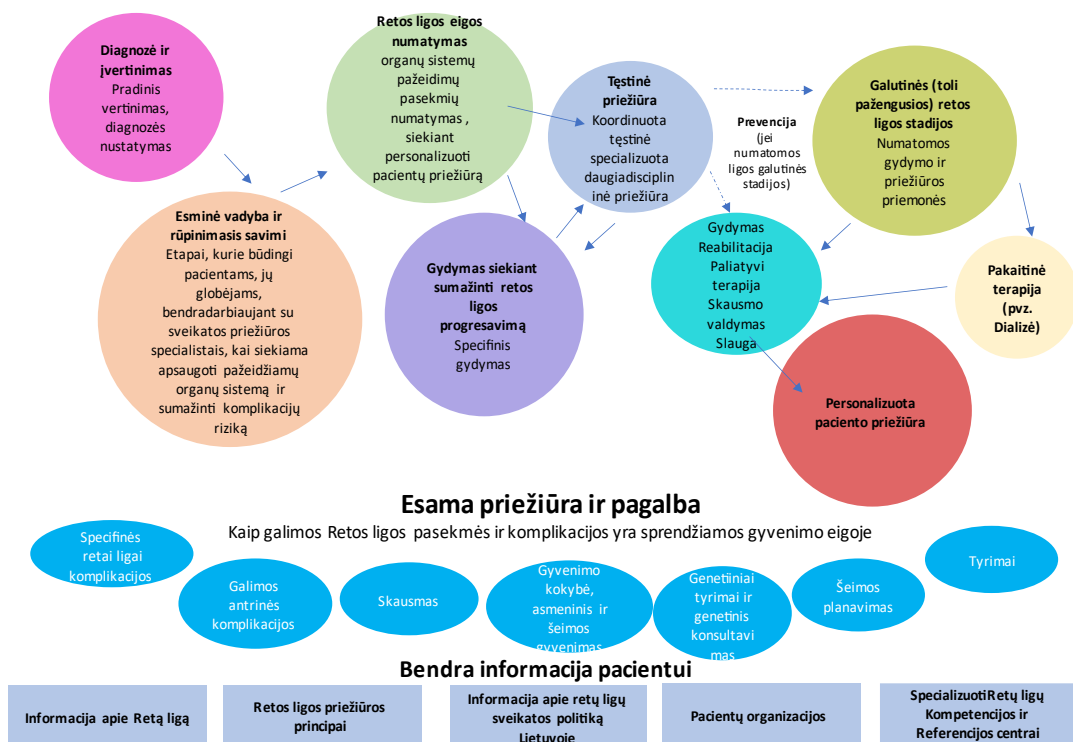 Diagnozė ir
įvertinimas
Pradinis
vertinimas,
diagnozės
nustatymas
Retos ligos eigos
numatymas
organų sistemų
pažeidimų
pasekmių
numatymas ,
siekiant
personalizuoti
pacientų priežiūrą
Tęstinė
priežiūra
Koordinuota
tęstinė
specializuota
daugiadisciplin
inė priežiūra
Prevencija
(jei
numatomos
ligos galutinės
stadijos)
Galutinės (toli
pažengusios) retos
ligos stadijos
Numatomos
gydymo ir
priežiūros
priemonės
Esminė vadyba ir
rūpinimasis savimi
Etapai, kurie būdingi
pacientams, jų
globėjams,
bendradarbiaujant su
sveikatos priežiūros
specialistais, kai siekiama
apsaugoti pažeidžiamų
organų sistemą ir
sumažinti komplikacijų
riziką
Gydymas siekiant
sumažinti retos
ligos
progresavimą
Specifinis
gydymas
Gydymas
Reabilitacija
Paliatyvi
terapija
Skausmo
valdymas
Slauga
Pakaitinė
terapija
(pvz.
Dializė)
Personalizuota
paciento priežiūra
Esama priežiūra ir pagalba
Kaip galimos Retos ligos pasekmės ir komplikacijos yra sprendžiamos gyvenimo eigoje
Specifinės
retai ligai
komplikacijos
Galimos
antrinės
komplikacijos
Skausmas
Gyvenimo
kokybė,
asmeninis ir
šeimos
gyvenimas
Genetiiniai
tyrimai ir
genetinis
konsultavi
mas
Šeimos
planavimas
Tyrimai
Bendra informacija pacientui
Informacija apie Retą ligą
Retos ligos priežiūros
principai
Informacija apie retų ligų
sveikatos politiką
Lietuvoje
Pacientų organizacijos
SpecializuotiRetų ligų
Kompetencijos ir
Referencijos centrai